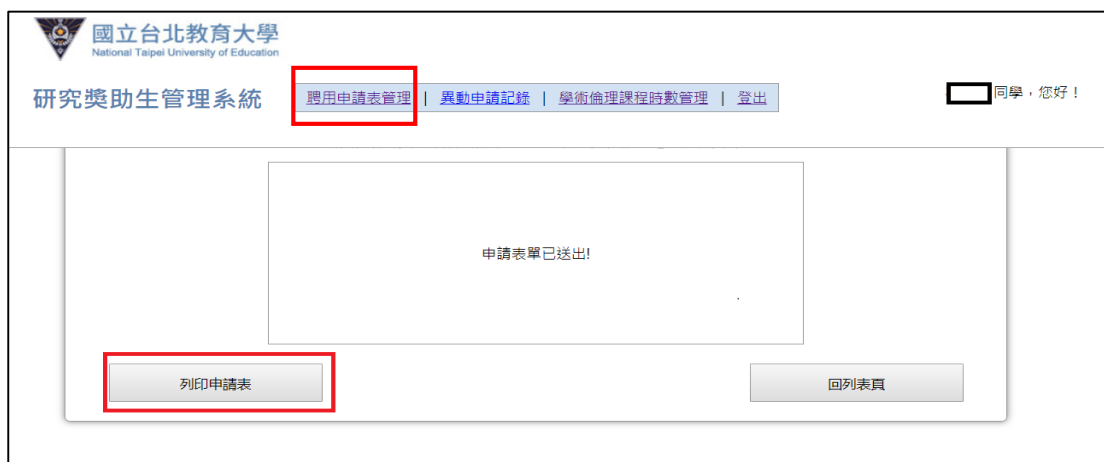 國立台北教育大學
National Taipei University of Education
研究獎助生管理系統
聘用申請表管理 | 異動申請記錄 | 學術倫理課程時數管理 | 登出
同學，您好！
申請表單已送出!
列印申請表
回列表頁